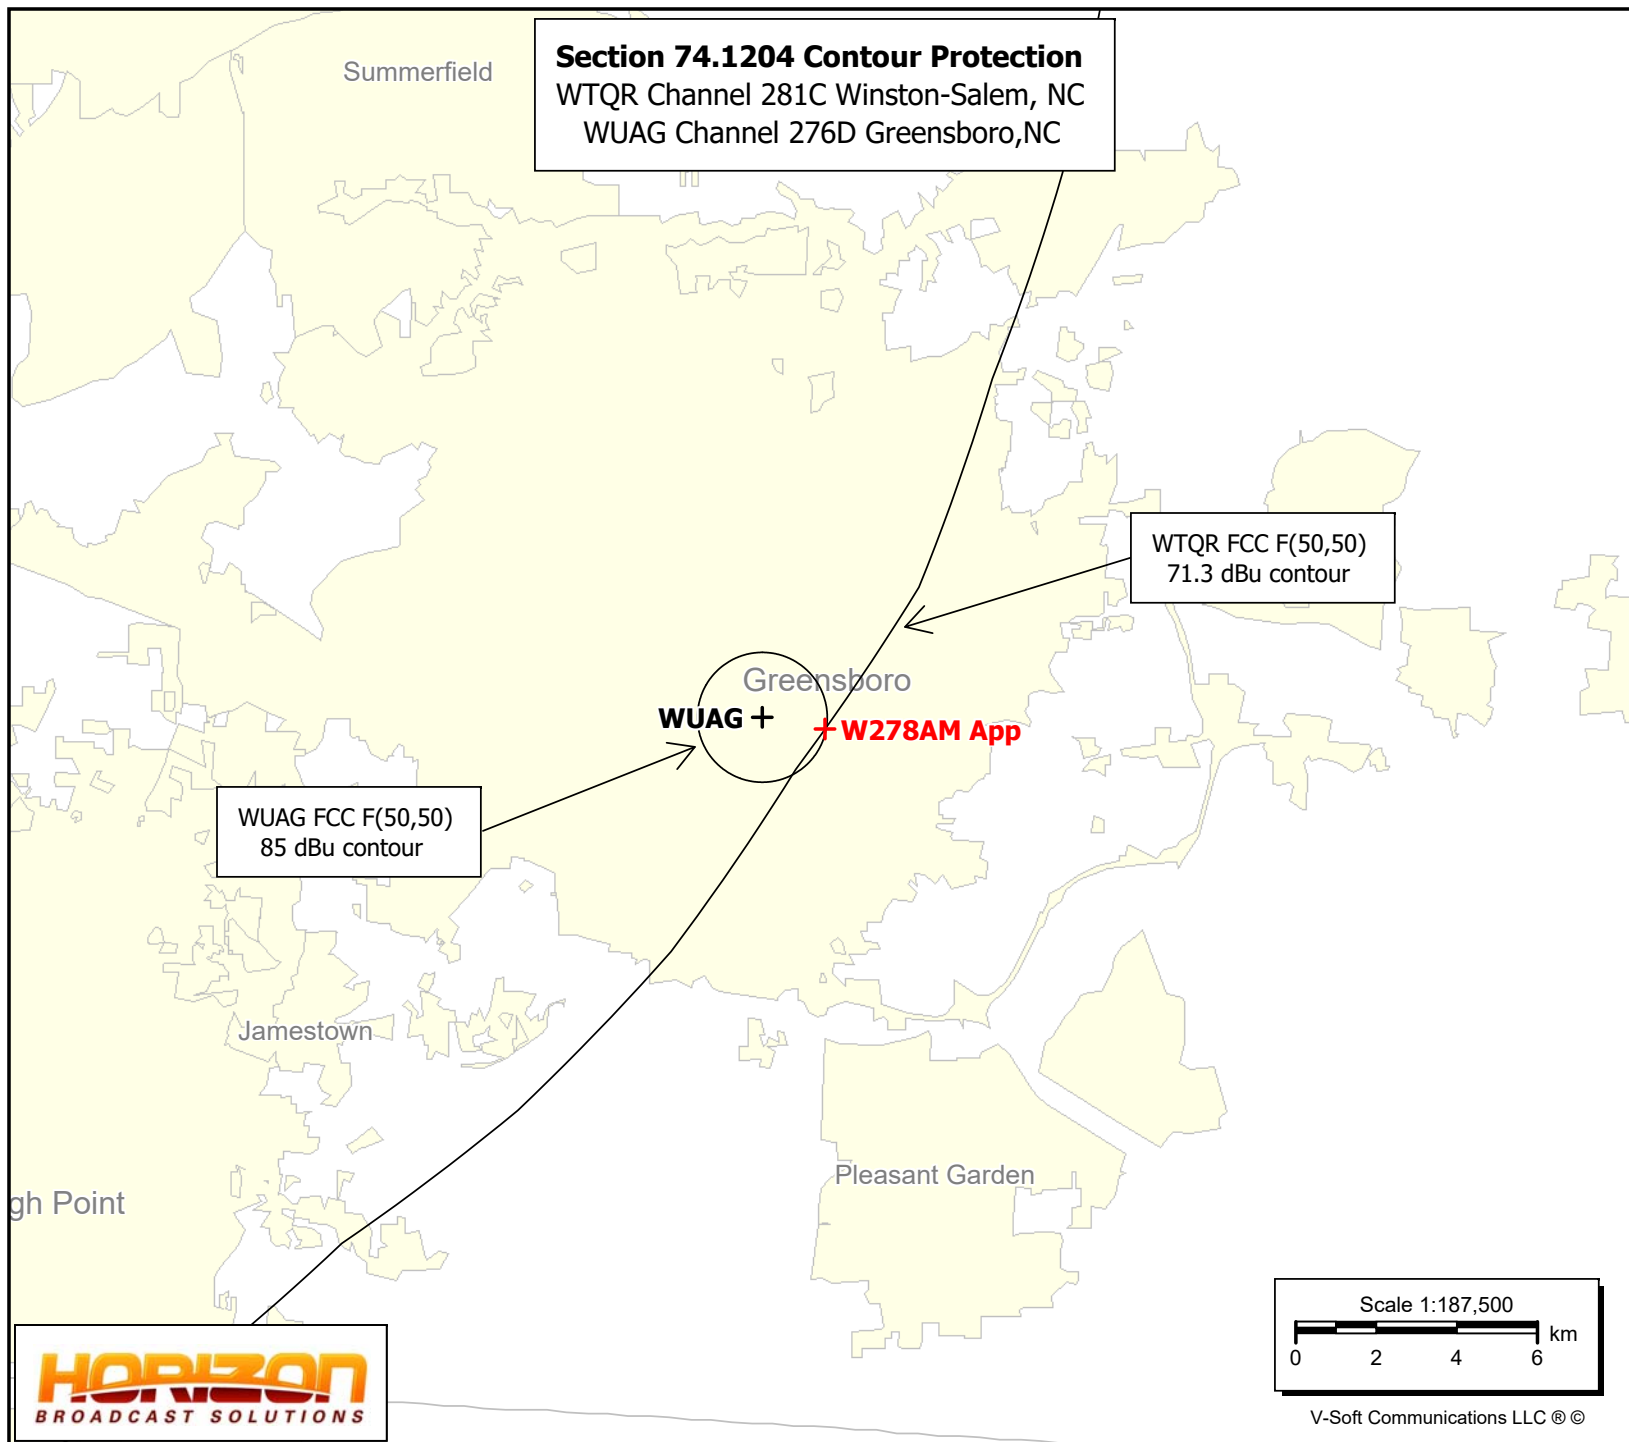 Section 74.1204 Contour Protection
WTQR Channel 281C Winston-Salem, NC
WUAG Channel 276D Greensboro,NC
Summerfield
WTQR FCC F(50,50)
71.3 dBu contour
Greensboro
WUAG
W278AM App
WUAG FCC F(50,50)
85 dBu contour
Jamestown
Pleasant Garden
gh Point
Scale 1:187,500
km
0 2 4 6
V-Soft Communications LLC ® ©
HORIZON
BROADCAST SOLUTIONS